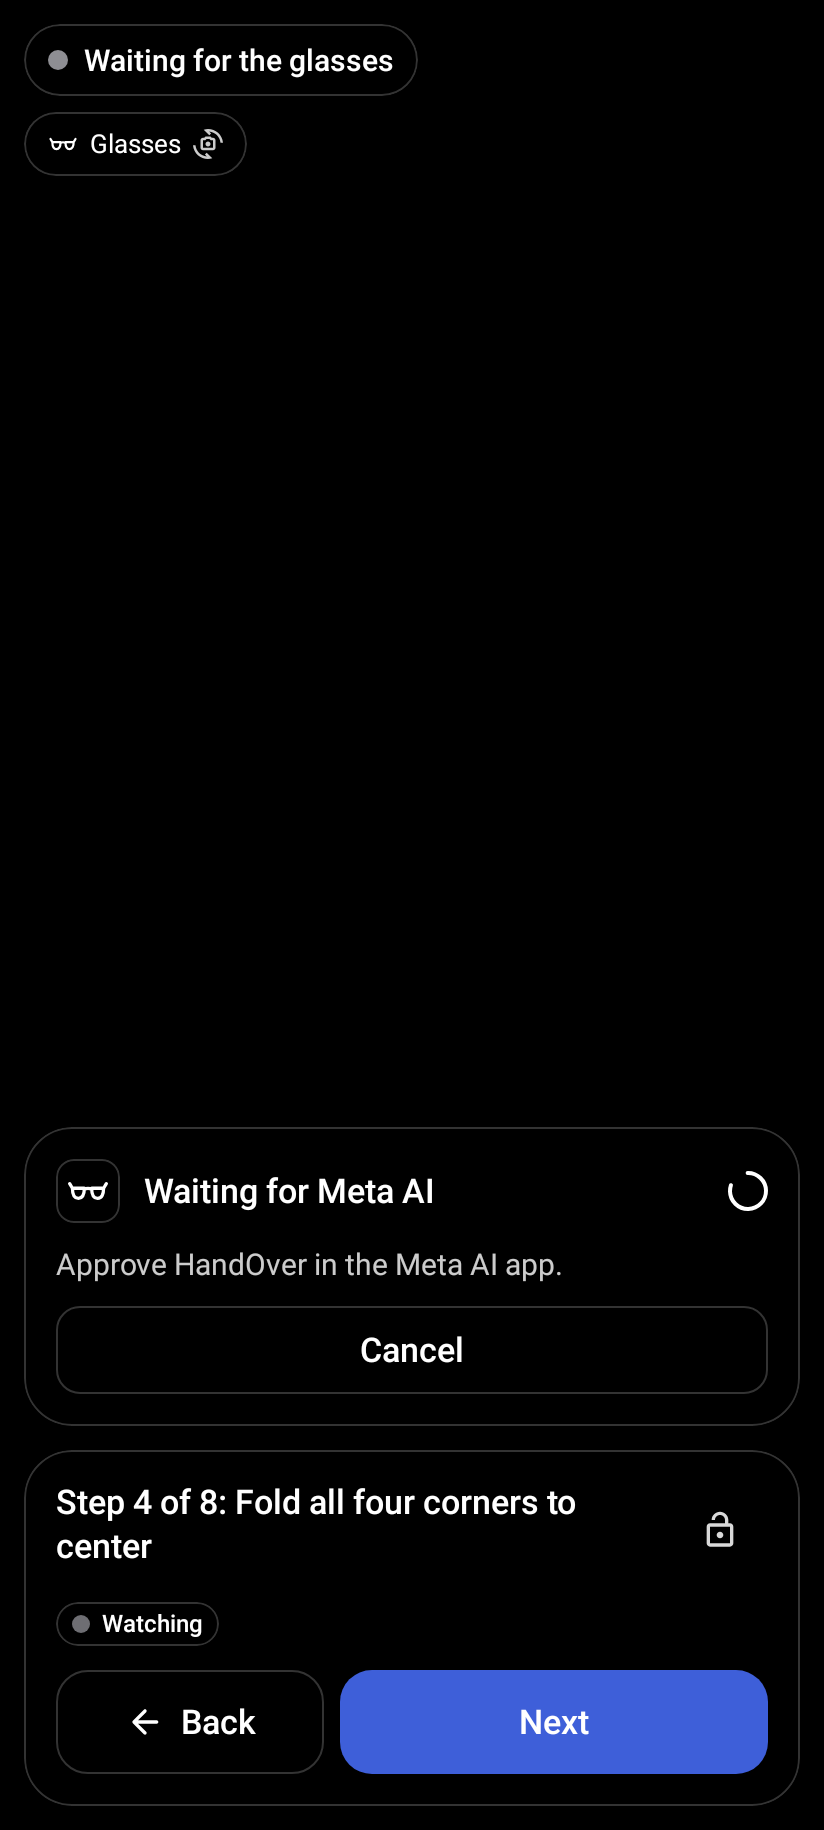 Waiting for the glasses
Glasses
Waiting for Meta AI
Approve HandOver in the Meta AI app.
Cancel
Step 4 of 8: Fold all four corners to
center
Watching
Back
Next